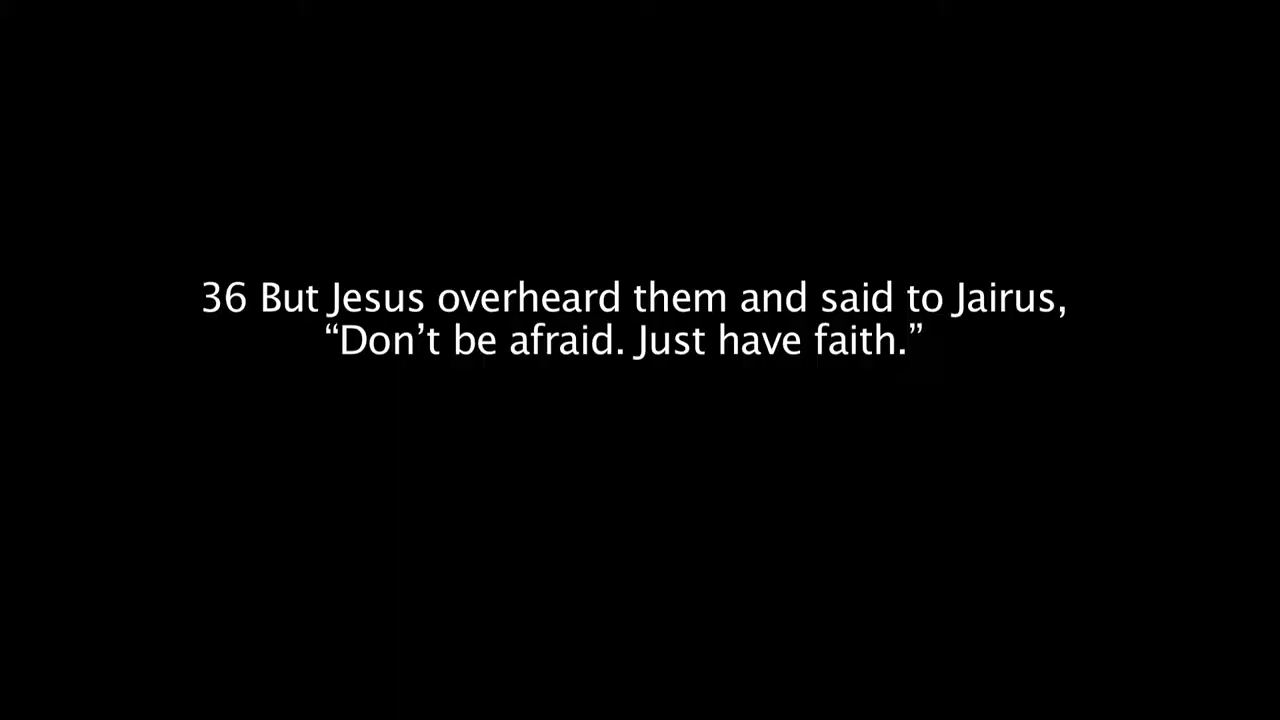 36 But Jesus overheard them and said to Jairus,
“Don’t be afraid. Just have faith.”